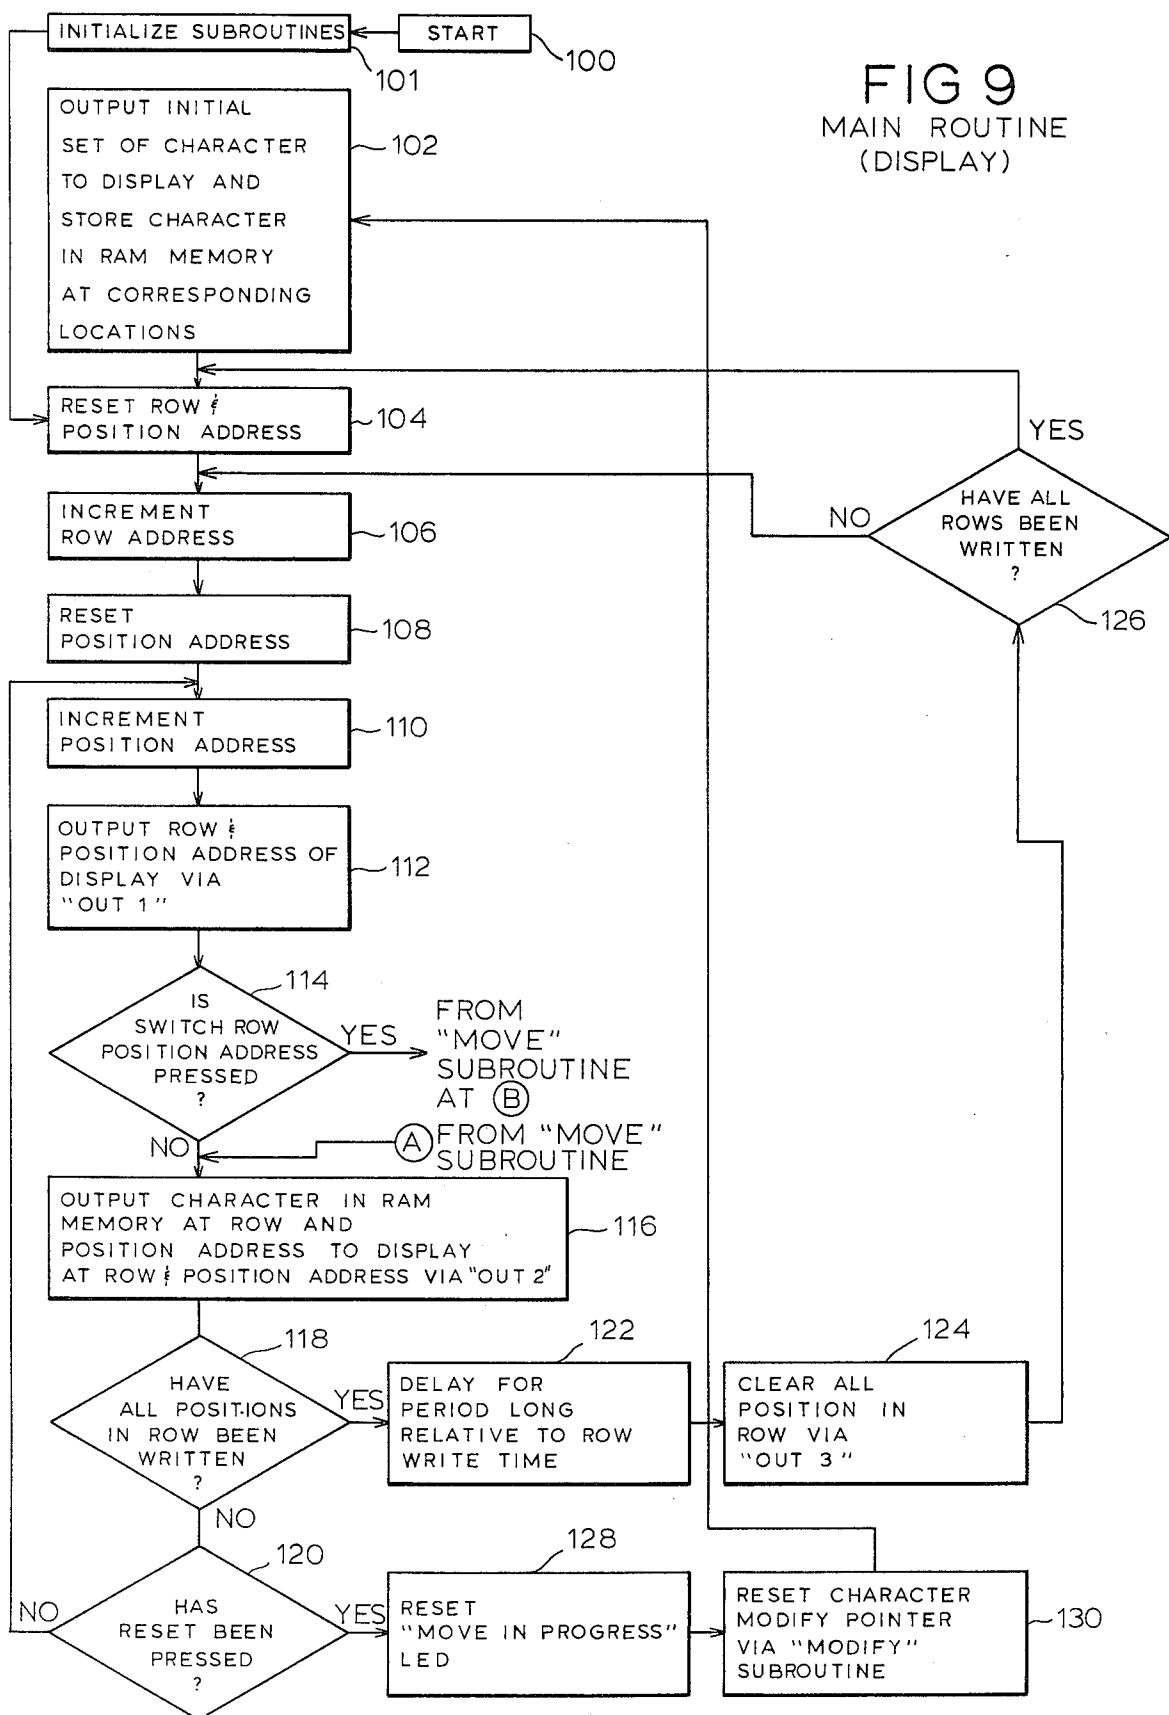 INITIALIZE SUBROUTINES
START
100
101
FIG 9
MAIN ROUTINE
(DISPLAY)
OUTPUT INITIAL
SET OF CHARACTER
TO DISPLAY AND
STORE CHARACTER
IN RAM MEMORY
AT CORRESPONDING
LOCATIONS
102
RESET ROW &
POSITION ADDRESS
104
YES
HAVE ALL
ROWS BEEN
WRITTEN
?
NO
126
INCREMENT
ROW ADDRESS
106
RESET
POSITION ADDRESS
108
INCREMENT
POSITION ADDRESS
110
OUTPUT ROW &
POSITION ADDRESS OF
DISPLAY VIA
"OUT 1"
112
IS
SWITCH ROW
POSITION ADDRESS
PRESSED
?
114
YES
FROM
"MOVE"
SUBROUTINE
AT B
NO
A FROM "MOVE"
SUBROUTINE
OUTPUT CHARACTER IN RAM
MEMORY AT ROW AND
POSITION ADDRESS TO DISPLAY
AT ROW & POSITION ADDRESS VIA "OUT 2"
116
HAVE
ALL POSITIONS
IN ROW BEEN
WRITTEN
?
118
YES
DELAY FOR
PERIOD LONG
RELATIVE TO ROW
WRITE TIME
122
CLEAR ALL
POSITION IN
ROW VIA
"OUT 3"
124
NO
HAS
RESET BEEN
PRESSED
?
120
NO
YES
RESET
"MOVE IN PROGRESS"
LED
128
RESET CHARACTER
MODIFY POINTER
VIA "MODIFY"
SUBROUTINE
130